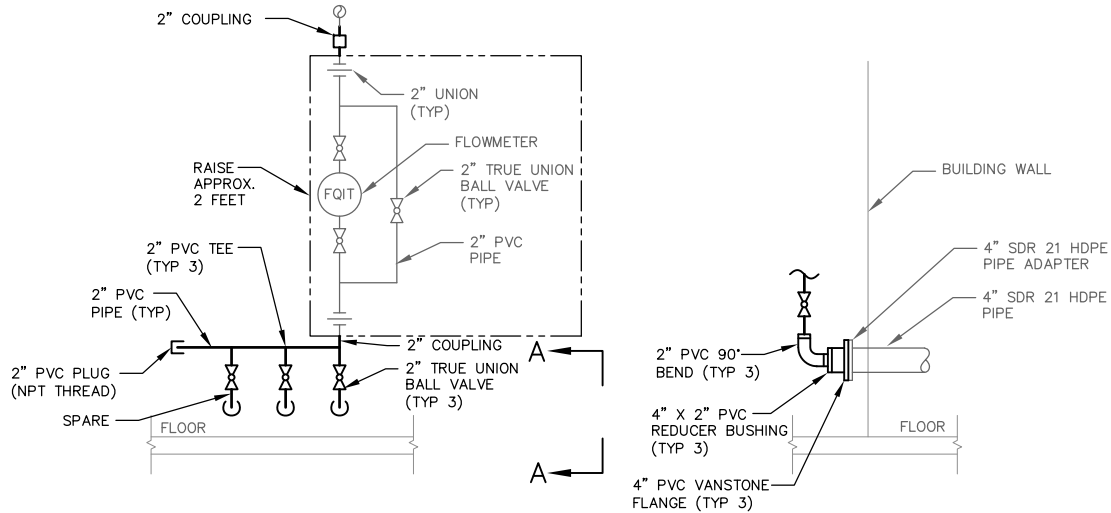 2" COUPLING
2" UNION
(TYP)
FLOWMETER
RAISE
APPROX.
2 FEET
FQIT
2" TRUE UNION
BALL VALVE
(TYP)
2" PVC TEE
(TYP 3)
2" PVC
PIPE
2" PVC
PIPE (TYP)
2" COUPLING
2" PVC PLUG
(NPT THREAD)
2" TRUE UNION
BALL VALVE
(TYP 3)
SPARE
FLOOR
A
A
BUILDING WALL
4" SDR 21 HDPE
PIPE ADAPTER
4" SDR 21 HDPE
PIPE
2" PVC 90°
BEND (TYP 3)
4" X 2" PVC
REDUCER BUSHING
(TYP 3)
FLOOR
4" PVC VANSTONE
FLANGE (TYP 3)